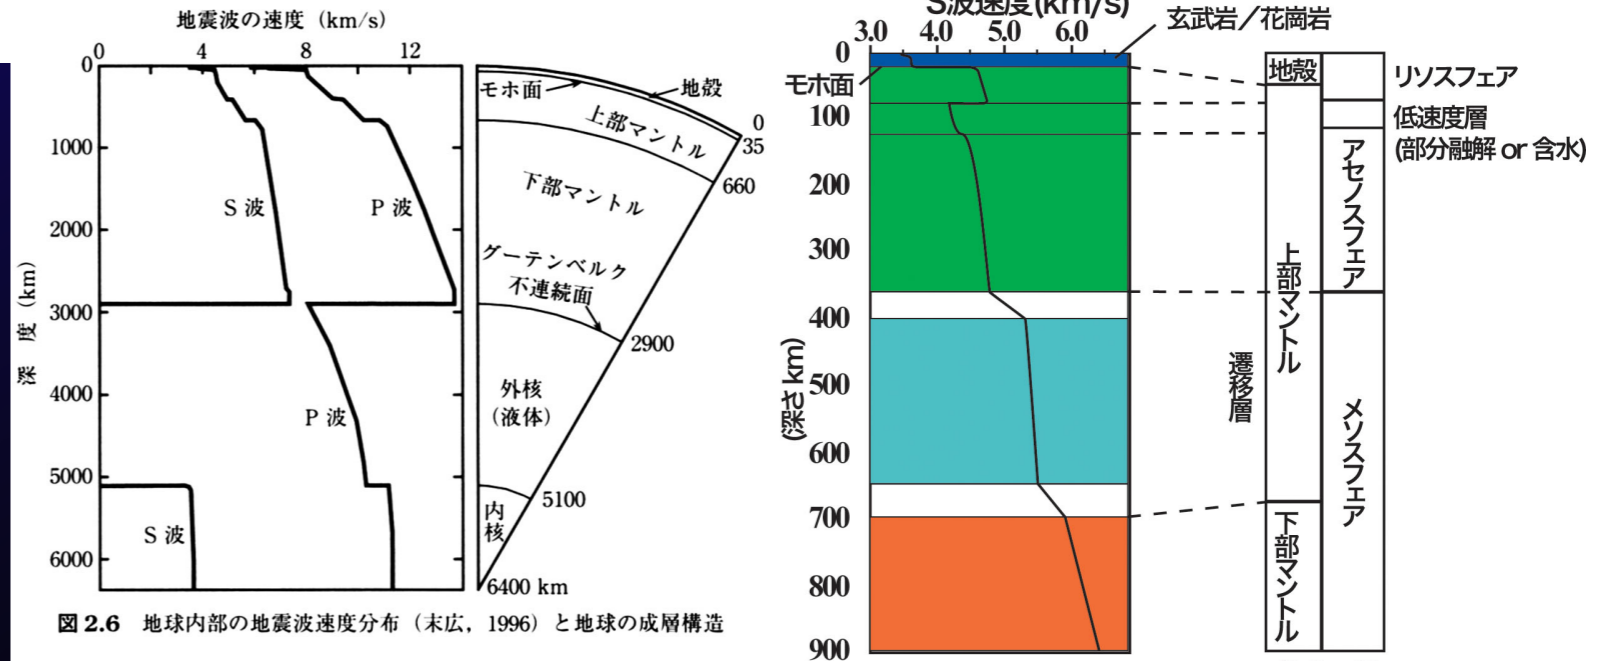 地震波の速度 (km/s)
0 4 8 12
0
1000
2000
3000
4000
5000
6000
深 度 (km)
S 波
P 波
P 波
S 波
モホ面
地殻
上部マントル
下部マントル
グーテンベルク
不連続面
外核
(液体)
内核
0
35
660
2900
5100
6400 km
図 2.6 地球内部の地震波速度分布 (末広, 1996) と地球の成層構造
S波速度(km/s)
3.0 4.0 5.0 6.0
玄武岩/花崗岩
モホ面
0
100
200
300
400
500
600
700
800
900
(深さ km)
地殻
上部マントル
遷移層
下部マントル
リソスフェア
低速度層
(部分融解 or 含水)
アセノスフェア
メソスフェア